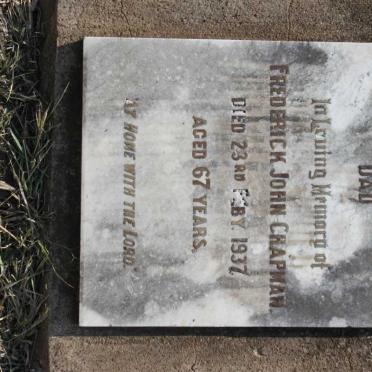 DAD
In Loving Memory of
FREDERICK JOHN CHAPMAN.
DIED 23RD FEBY. 1937
AGED 67 YEARS.
"AT HOME WITH THE LORD."